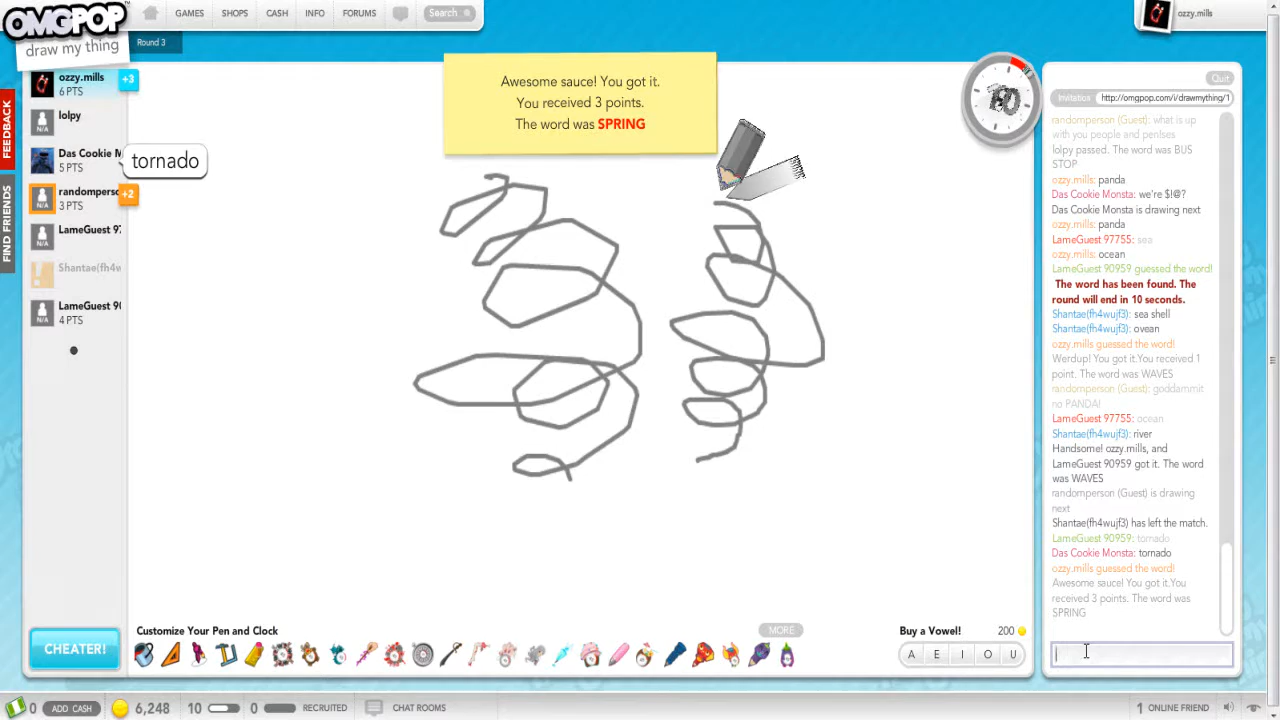 OMGPOP
GAMES
SHOPS
CASH
INFO
FORUMS
Search
ozzy.mills
draw my thing
Round 3
FEEDBACK
FIND FRIENDS
ozzy.mills
6 PTS
+3
lolpy
N/A
Das Cookie M
5 PTS
tornado
randomperso
3 PTS
N/A
+2
LameGuest 97
N/A
Shantae(fh4w
LameGuest 90
4 PTS
N/A
Awesome sauce! You got it.
You received 3 points.
The word was SPRING
Quit
Invitation http://omgpop.com/i/drawmything/1
randomperson (Guest): what is up
with you people and penlses
lolpy passed. The word was BUS
STOP
ozzy.mills: panda
Das Cookie Monsta: we're $!@?
Das Cookie Monsta is drawing next
ozzy.mills: panda
LameGuest 97755: sea
ozzy.mills: ocean
LameGuest 90959 guessed the word!
The word has been found. The
round will end in 10 seconds.
Shantae(fh4wujf3): sea shell
Shantae(fh4wujf3): ovean
ozzy.mills guessed the word!
Werdup! You got it.You received 1
point. The word was WAVES
randomperson (Guest): goddammit
no PANDA!
LameGuest 97755: ocean
Shantae(fh4wujf3): river
Handsome! ozzy.mills, and
LameGuest 90959 got it. The word
was WAVES
randomperson (Guest) is drawing
next
Shantae(fh4wujf3) has left the match.
LameGuest 90959: tornado
Das Cookie Monsta: tornado
ozzy.mills guessed the word!
Awesome sauce! You got it.You
received 3 points. The word was
SPRING
CHEATER!
Customize Your Pen and Clock
MORE
Buy a Vowel!
200
A E I O U
0
ADD CASH
6,248
10
0
RECRUITED
CHAT ROOMS
1 ONLINE FRIEND